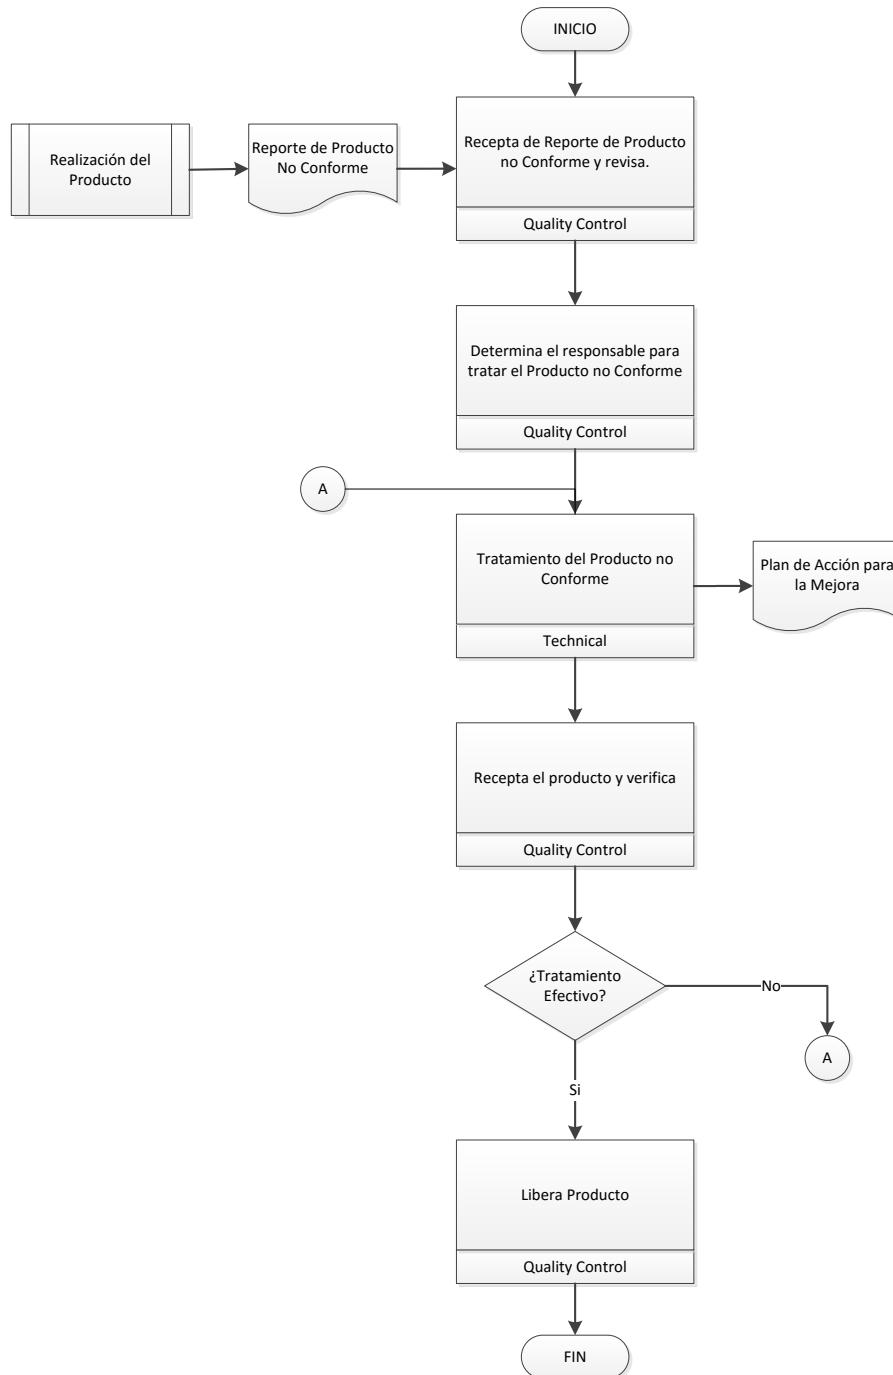 INICIO
Realización del
Producto
Reporte de Producto
No Conforme
Recepta de Reporte de Producto
no Conforme y revisa.
Quality Control
Determina el responsable para
tratar el Producto no Conforme
Quality Control
A
Tratamiento del Producto no
Conforme
Technical
Plan de Acción para
la Mejora
Recepta el producto y verifica
Quality Control
¿Tratamiento
Efectivo?
No
A
Si
Libera Producto
Quality Control
FIN